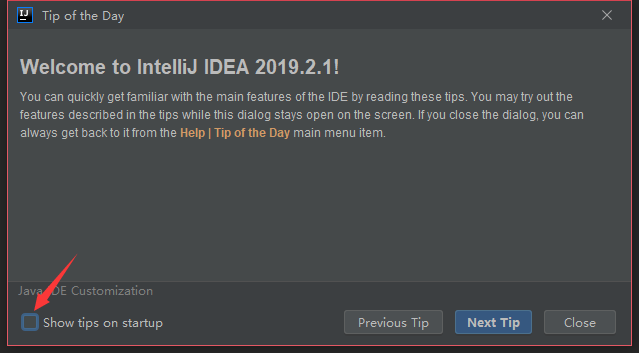 IJ Tip of the Day
Welcome to IntelliJ IDEA 2019.2.1!
You can quickly get familiar with the main features of the IDE by reading these tips. You may try out the
features described in the tips while this dialog stays open on the screen. If you close the dialog, you can
always get back to it from the Help | Tip of the Day main menu item.
Java IDE Customization
Show tips on startup
Previous Tip
Next Tip
Close